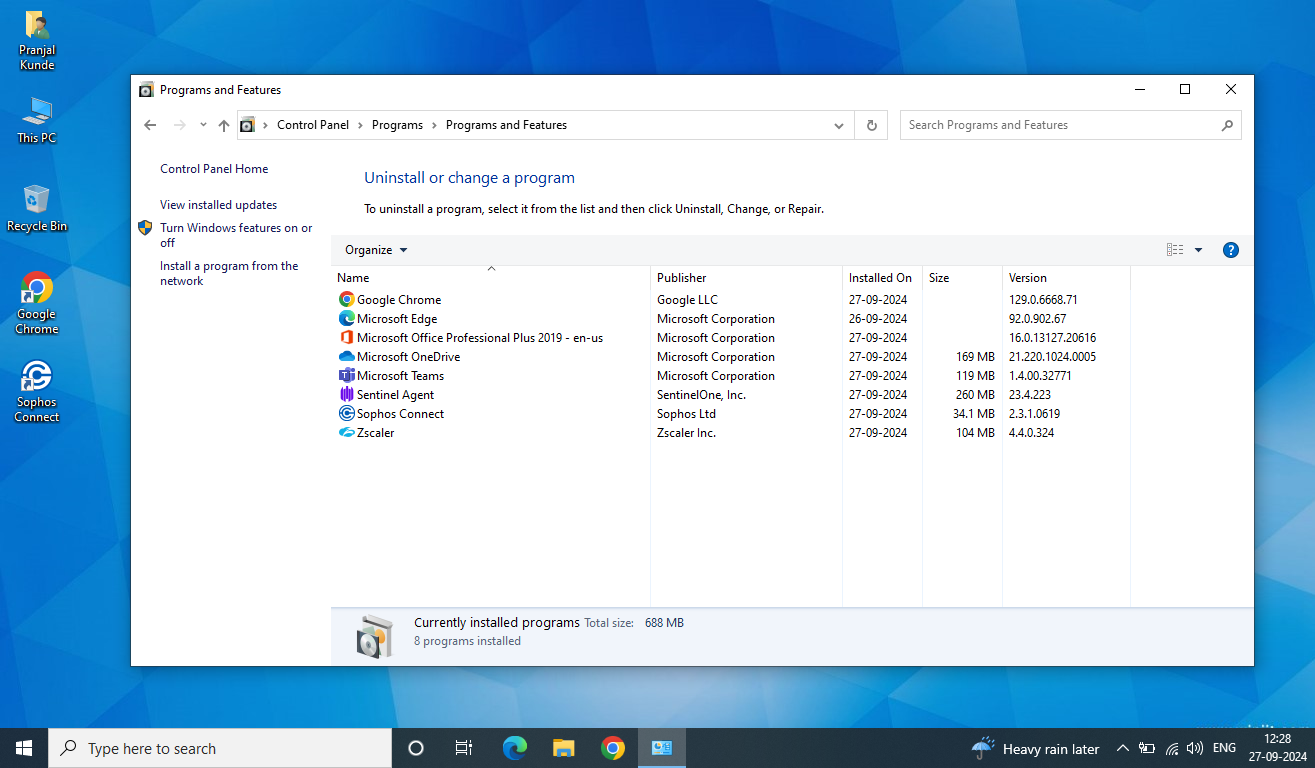 Pranjal
Kunde
This PC
Recycle Bin
Google
Chrome
Sophos
Connect
Programs and Features
Control Panel Programs Programs and Features
Search Programs and Features
Control Panel Home
View installed updates
Turn Windows features on or
off
Install a program from the
network
Uninstall or change a program
To uninstall a program, select it from the list and then click Uninstall, Change, or Repair.
Organize
Name Publisher Installed On Size Version
Google Chrome Google LLC 27-09-2024 129.0.6668.71
Microsoft Edge Microsoft Corporation 26-09-2024 92.0.902.67
Microsoft Office Professional Plus 2019 - en-us Microsoft Corporation 27-09-2024 16.0.13127.20616
Microsoft OneDrive Microsoft Corporation 27-09-2024 169 MB 21.220.1024.0005
Microsoft Teams Microsoft Corporation 27-09-2024 119 MB 1.4.00.32771
Sentinel Agent SentinelOne, Inc. 27-09-2024 260 MB 23.4.223
Sophos Connect Sophos Ltd 27-09-2024 34.1 MB 2.3.1.0619
Zscaler Zscaler Inc. 27-09-2024 104 MB 4.4.0.324
Currently installed programs Total size: 688 MB
8 programs installed
Type here to search
Heavy rain later
ENG
12:28
27-09-2024